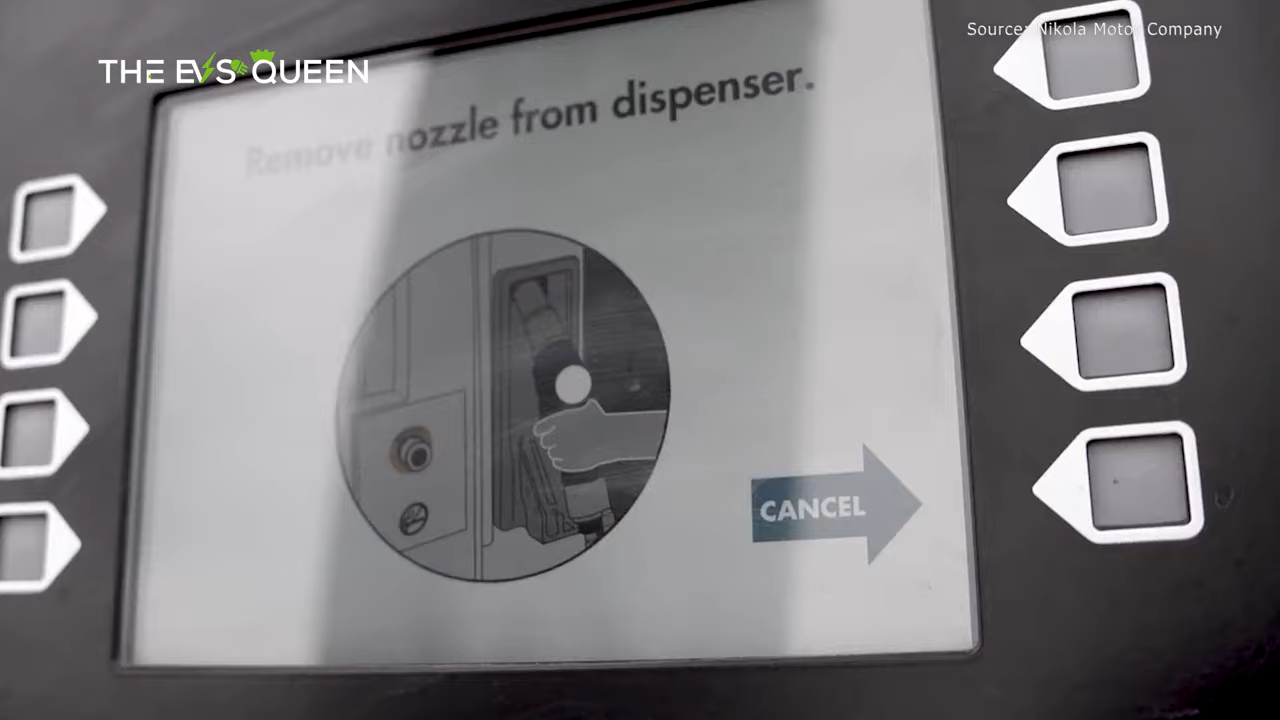 Source: Nikola Motor Company
THE EVS QUEEN
Remove nozzle from dispenser.
CANCEL